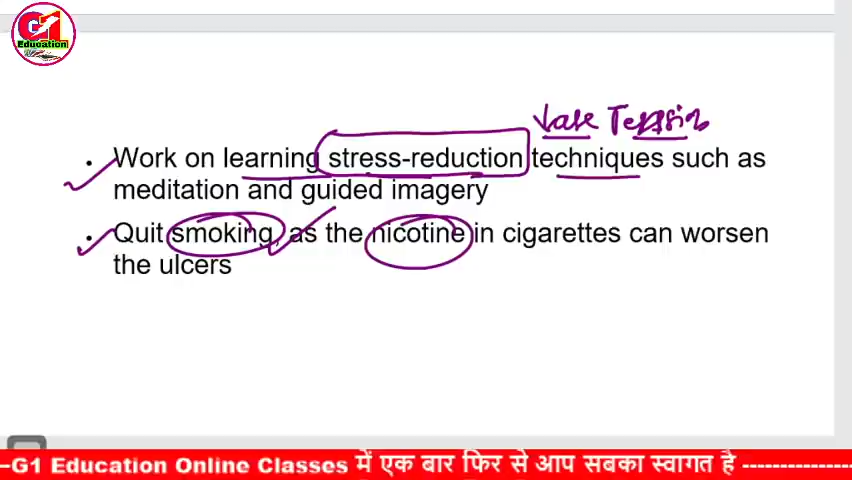 G1
Education
Tension
• Work on learning stress-reduction techniques such as
meditation and guided imagery
• Quit smoking, as the nicotine in cigarettes can worsen
the ulcers
–G1 Education Online Classes में एक बार फिर से आप सबका स्वागत है ---------------